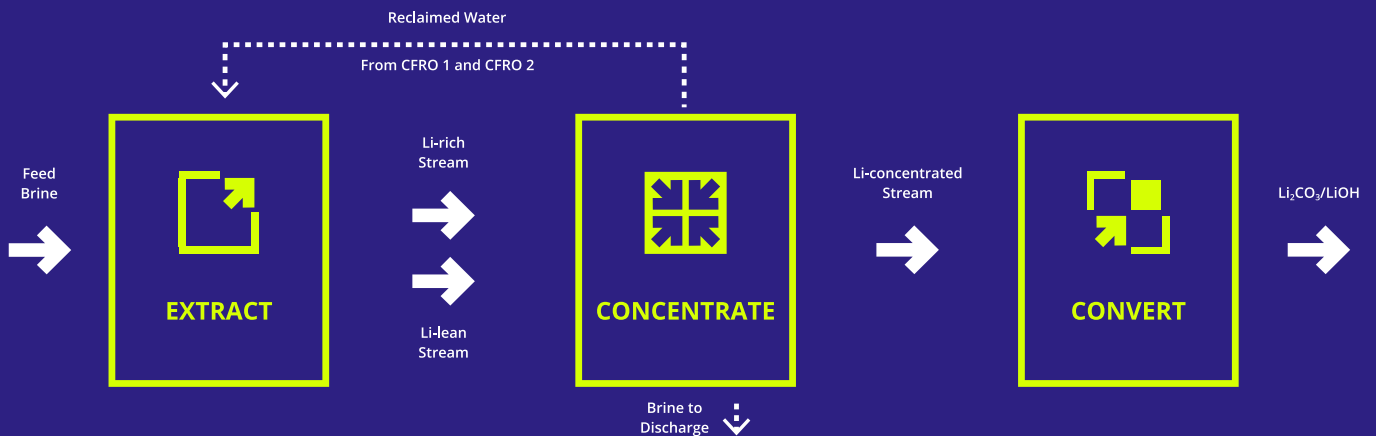 Reclaimed Water
From CFRO 1 and CFRO 2
Feed
Brine
EXTRACT
Li-rich
Stream
Li-lean
Stream
CONCENTRATE
Brine to
Discharge
Li-concentrated
Stream
CONVERT
Li₂CO₃/LiOH